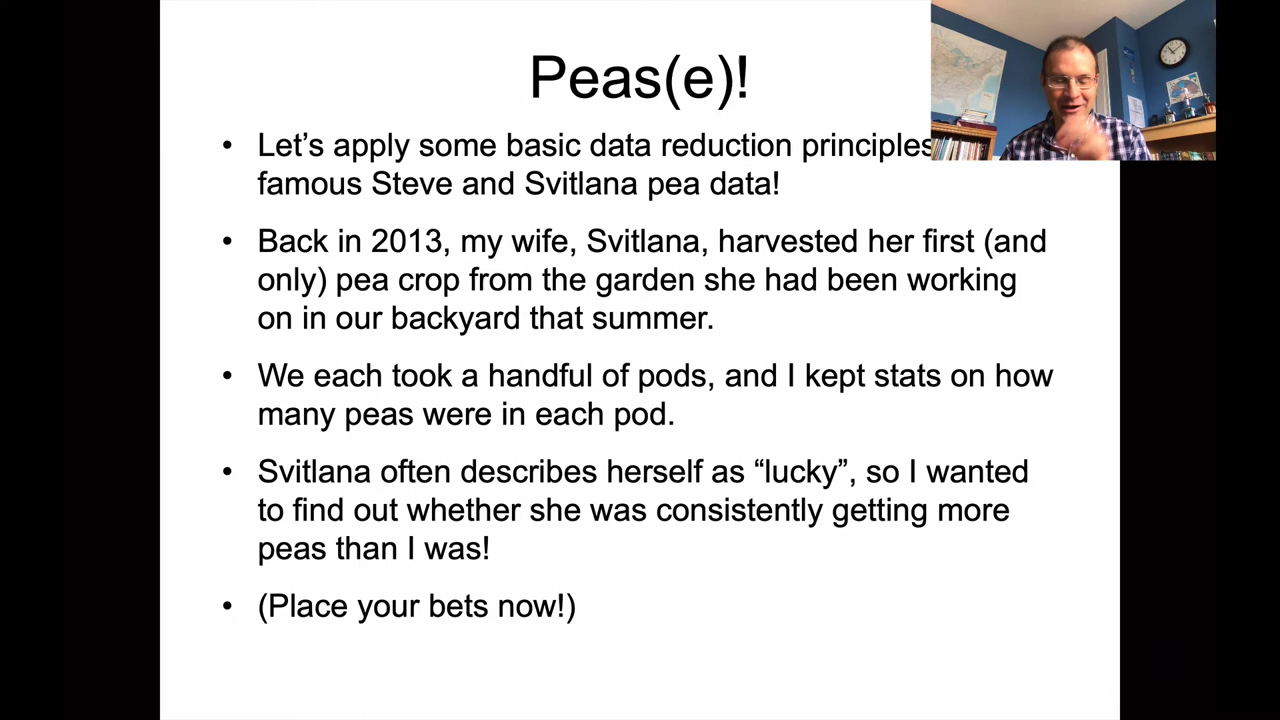 Peas(e)!
• Let’s apply some basic data reduction principles
famous Steve and Svitlana pea data!
• Back in 2013, my wife, Svitlana, harvested her first (and
only) pea crop from the garden she had been working
on in our backyard that summer.
• We each took a handful of pods, and I kept stats on how
many peas were in each pod.
• Svitlana often describes herself as “lucky”, so I wanted
to find out whether she was consistently getting more
peas than I was!
• (Place your bets now!)